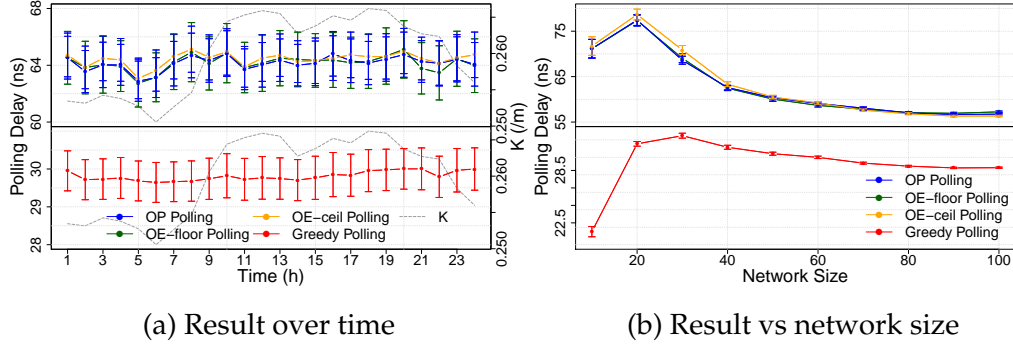 68
64
60
30
29
28
Polling Delay (ns)
0.260
0.250
0.260
0.250
K (/m)
OP Polling
OE-ceil Polling
K
OE-floor Polling
Greedy Polling
1 3 5 7 9 11 13 15 17 19 21 23
Time (h)
(a) Result over time
75
65
55
28.5
22.5
Polling Delay (ns)
OP Polling
OE-floor Polling
OE-ceil Polling
Greedy Polling
20 40 60 80 100
Network Size
(b) Result vs network size